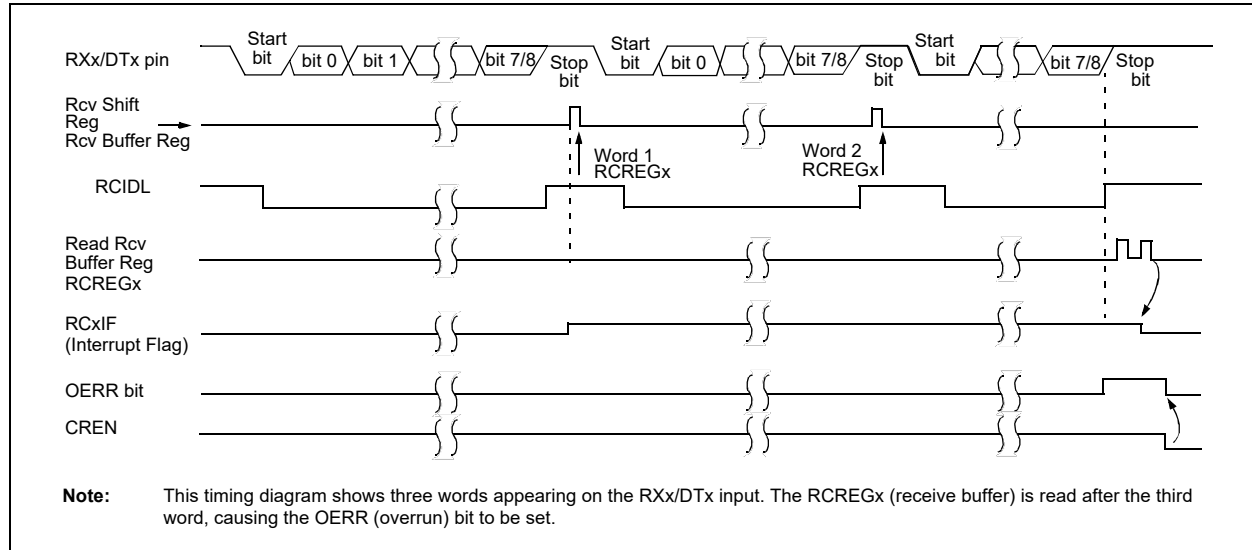 RXx/DTx pin
Start
bit
bit 0
bit 1
bit 7/8
Stop
bit
Start
bit
bit 0
bit 7/8
Stop
bit
Start
bit
bit 7/8
Stop
bit
Rcv Shift
Reg
Rcv Buffer Reg
Word 1
RCREGx
Word 2
RCREGx
RCIDL
Read Rcv
Buffer Reg
RCREGx
RCxIF
(Interrupt Flag)
OERR bit
CREN
Note: This timing diagram shows three words appearing on the RXx/DTx input. The RCREGx (receive buffer) is read after the third
word, causing the OERR (overrun) bit to be set.